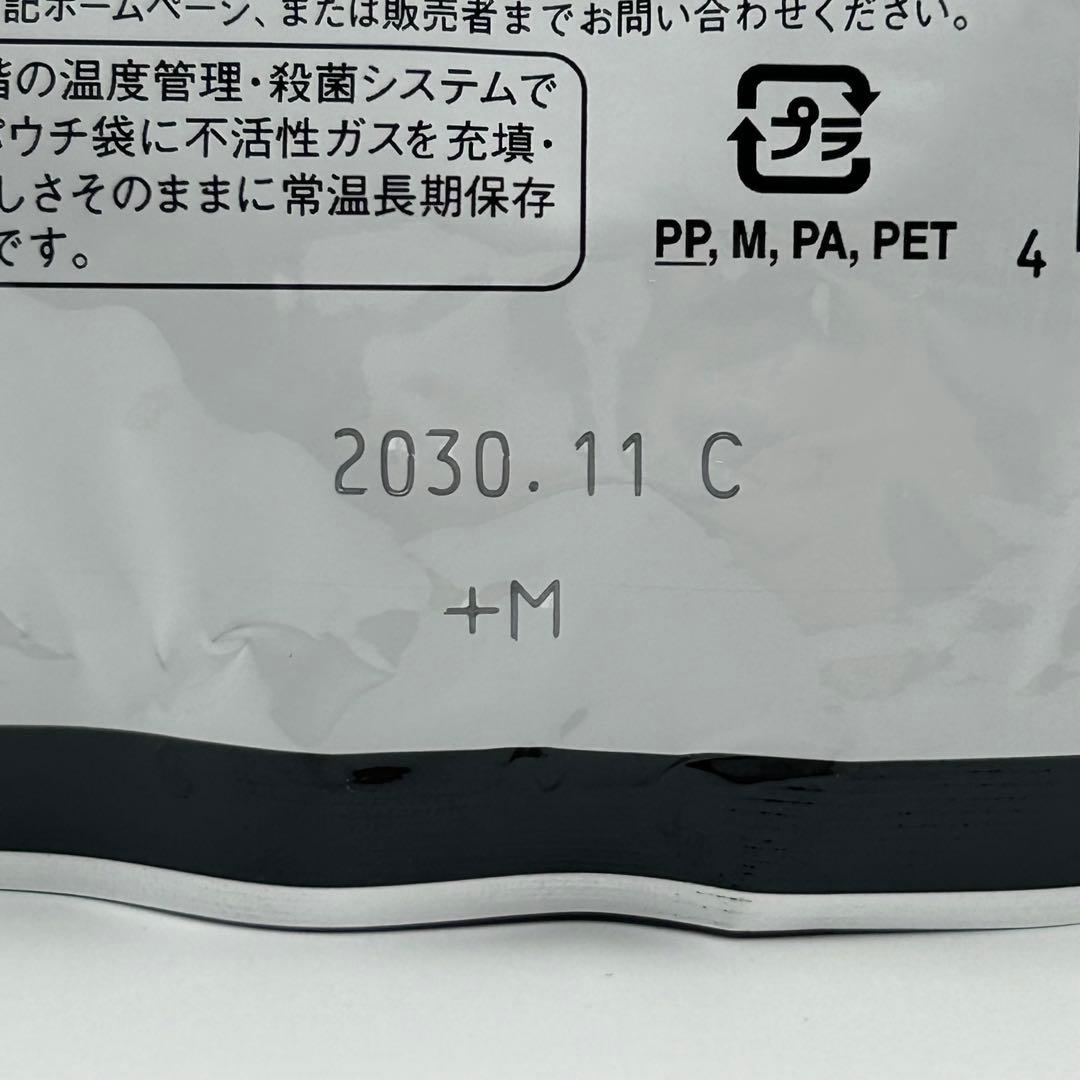 記ホームページ、または販売者までお問い合わせください。
の温度管理・殺菌システムで
パウチ袋に不活性ガスを充填・
しさそのままに常温長期保存
です。
プラ
PP, M, PA, PET
4
2030.11 C
+M